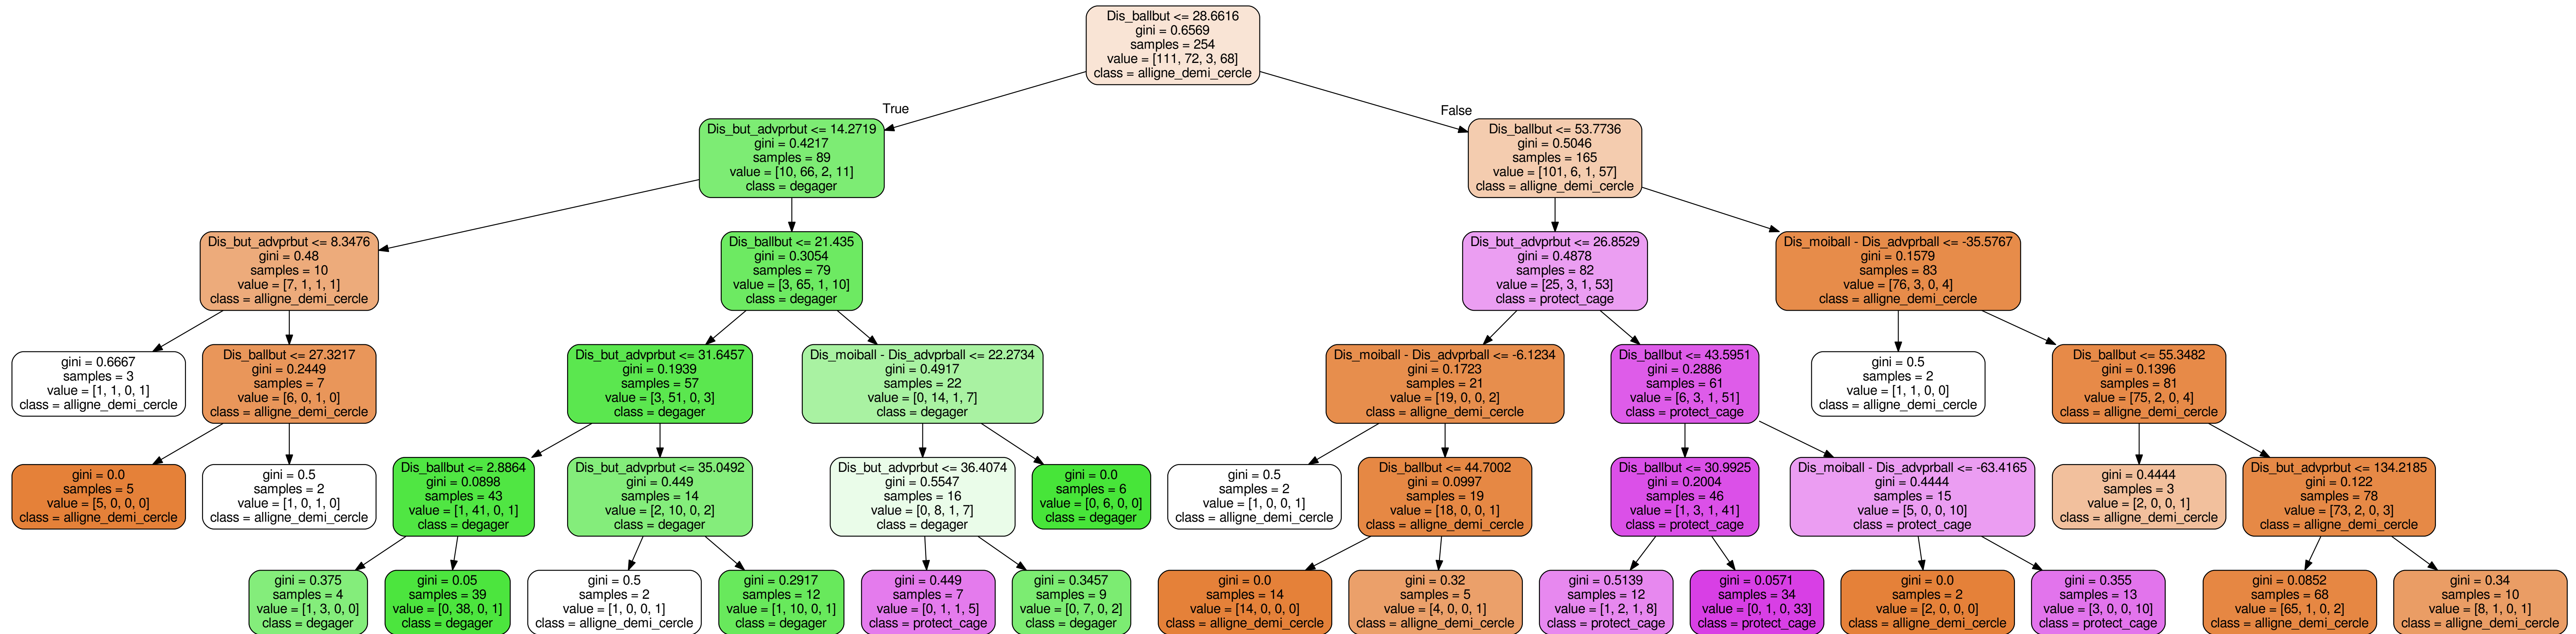 Dis_ballbut <= 28.6616
gini = 0.6569
samples = 254
value = [111, 72, 3, 68]
class = alligne_demi_cercle
True
False
Dis_but_advprbut <= 14.2719
gini = 0.4217
samples = 89
value = [10, 66, 2, 11]
class = degager
Dis_ballbut <= 53.7736
gini = 0.5046
samples = 165
value = [101, 6, 1, 57]
class = alligne_demi_cercle
Dis_but_advprbut <= 8.3476
gini = 0.48
samples = 10
value = [7, 1, 1, 1]
class = alligne_demi_cercle
Dis_ballbut <= 21.435
gini = 0.3054
samples = 79
value = [3, 65, 1, 10]
class = degager
Dis_but_advprbut <= 26.8529
gini = 0.4878
samples = 82
value = [25, 3, 1, 53]
class = protect_cage
Dis_moiball - Dis_advprball <= -35.5767
gini = 0.1579
samples = 83
value = [76, 3, 0, 4]
class = alligne_demi_cercle
gini = 0.6667
samples = 3
value = [1, 1, 0, 1]
class = alligne_demi_cercle
Dis_ballbut <= 27.3217
gini = 0.2449
samples = 7
value = [6, 0, 1, 0]
class = alligne_demi_cercle
Dis_but_advprbut <= 31.6457
gini = 0.1939
samples = 57
value = [3, 51, 0, 3]
class = degager
Dis_moiball - Dis_advprball <= 22.2734
gini = 0.4917
samples = 22
value = [0, 14, 1, 7]
class = degager
Dis_moiball - Dis_advprball <= -6.1234
gini = 0.1723
samples = 21
value = [19, 0, 0, 2]
class = alligne_demi_cercle
Dis_ballbut <= 43.5951
gini = 0.2886
samples = 61
value = [6, 3, 1, 51]
class = protect_cage
gini = 0.5
samples = 2
value = [1, 1, 0, 0]
class = alligne_demi_cercle
Dis_ballbut <= 55.3482
gini = 0.1396
samples = 81
value = [75, 2, 0, 4]
class = alligne_demi_cercle
gini = 0.0
samples = 5
value = [5, 0, 0, 0]
class = alligne_demi_cercle
gini = 0.5
samples = 2
value = [1, 0, 1, 0]
class = alligne_demi_cercle
Dis_ballbut <= 2.8864
gini = 0.0898
samples = 43
value = [1, 41, 0, 1]
class = degager
Dis_but_advprbut <= 35.0492
gini = 0.449
samples = 14
value = [2, 10, 0, 2]
class = degager
Dis_but_advprbut <= 36.4074
gini = 0.5547
samples = 16
value = [0, 8, 1, 7]
class = degager
gini = 0.0
samples = 6
value = [0, 6, 0, 0]
class = degager
gini = 0.5
samples = 2
value = [1, 0, 0, 1]
class = alligne_demi_cercle
Dis_ballbut <= 44.7002
gini = 0.0997
samples = 19
value = [18, 0, 0, 1]
class = alligne_demi_cercle
Dis_ballbut <= 30.9925
gini = 0.2004
samples = 46
value = [1, 3, 1, 41]
class = protect_cage
Dis_moiball - Dis_advprball <= -63.4165
gini = 0.4444
samples = 15
value = [5, 0, 0, 10]
class = protect_cage
gini = 0.4444
samples = 3
value = [2, 0, 0, 1]
class = alligne_demi_cercle
Dis_but_advprbut <= 134.2185
gini = 0.122
samples = 78
value = [73, 2, 0, 3]
class = alligne_demi_cercle
gini = 0.375
samples = 4
value = [1, 3, 0, 0]
class = degager
gini = 0.05
samples = 39
value = [0, 38, 0, 1]
class = degager
gini = 0.5
samples = 2
value = [1, 0, 0, 1]
class = alligne_demi_cercle
gini = 0.2917
samples = 12
value = [1, 10, 0, 1]
class = degager
gini = 0.449
samples = 7
value = [0, 1, 1, 5]
class = protect_cage
gini = 0.3457
samples = 9
value = [0, 7, 0, 2]
class = degager
gini = 0.0
samples = 14
value = [14, 0, 0, 0]
class = alligne_demi_cercle
gini = 0.32
samples = 5
value = [4, 0, 0, 1]
class = alligne_demi_cercle
gini = 0.5139
samples = 12
value = [1, 2, 1, 8]
class = protect_cage
gini = 0.0571
samples = 34
value = [0, 1, 0, 33]
class = protect_cage
gini = 0.0
samples = 2
value = [2, 0, 0, 0]
class = alligne_demi_cercle
gini = 0.355
samples = 13
value = [3, 0, 0, 10]
class = protect_cage
gini = 0.0852
samples = 68
value = [65, 1, 0, 2]
class = alligne_demi_cercle
gini = 0.34
samples = 10
value = [8, 1, 0, 1]
class = alligne_demi_cercle